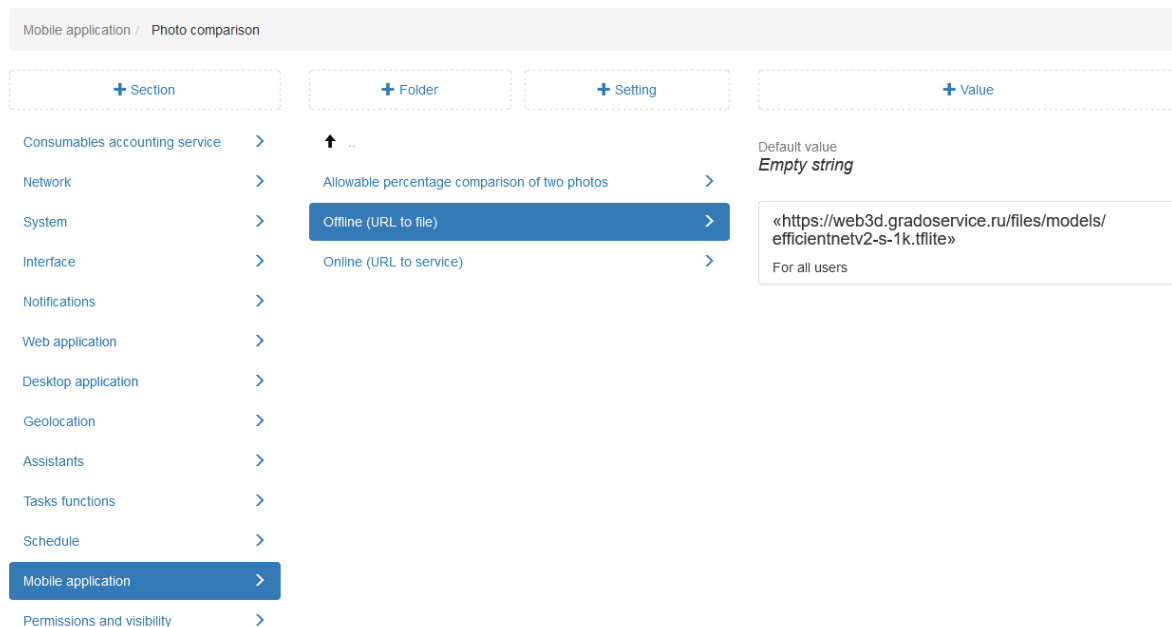 Mobile application / Photo comparison
+ Section
+ Folder
+ Setting
+ Value
Consumables accounting service
Network
System
Interface
Notifications
Web application
Desktop application
Geolocation
Assistants
Tasks functions
Schedule
Mobile application
Permissions and visibility
..
Allowable percentage comparison of two photos
Offline (URL to file)
Online (URL to service)
Default value
Empty string
«https://web3d.gradoservice.ru/files/models/
efficientnetv2-s-1k.tflite»
For all users